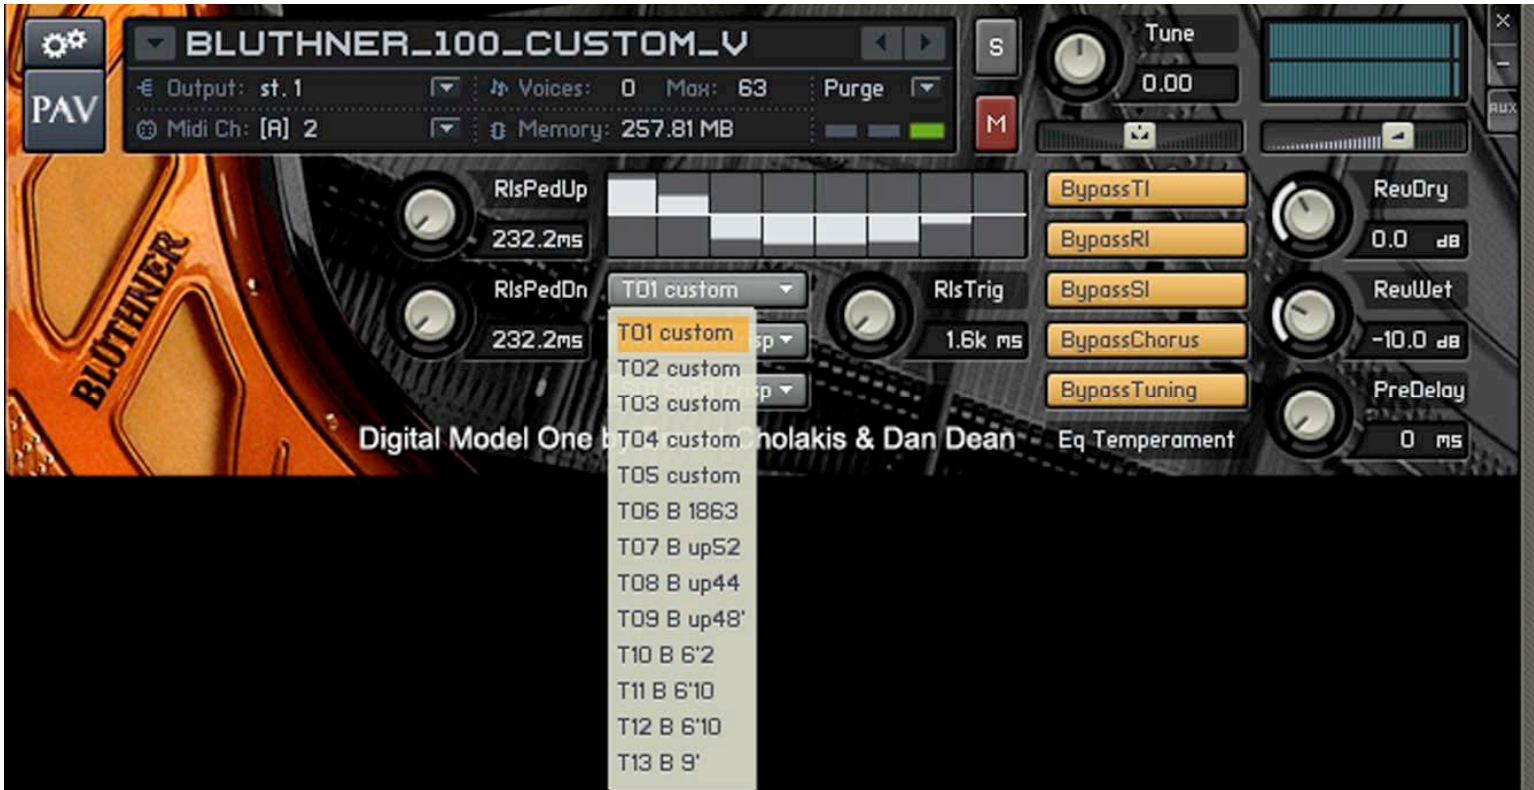 BLUTHNER_100_CUSTOM_V
PAV
Output: st. 1
Voices: 0 Max: 63
Purge
Midi Ch: [A] 2
Memory: 257.81 MB
S
M
Tune
0.00
×
-
AUX
BLUTHNER
RlsPedUp
232.2ms
RlsPedDn
232.2ms
T01 custom
RlsTrig
1.6k ms
BypassTI
BypassRI
BypassSI
BypassChorus
BypassTuning
Eq Temperament
RevDry
0.0 dB
RevWet
-10.0 dB
PreDelay
0 ms
Digital Model One Cholakis & Dan Dean
T01 custom
T02 custom
T03 custom
T04 custom
T05 custom
T06 B 1863
T07 B up52
T08 B up44
T09 B up48'
T10 B 6'2
T11 B 6'10
T12 B 6'10
T13 B 9'